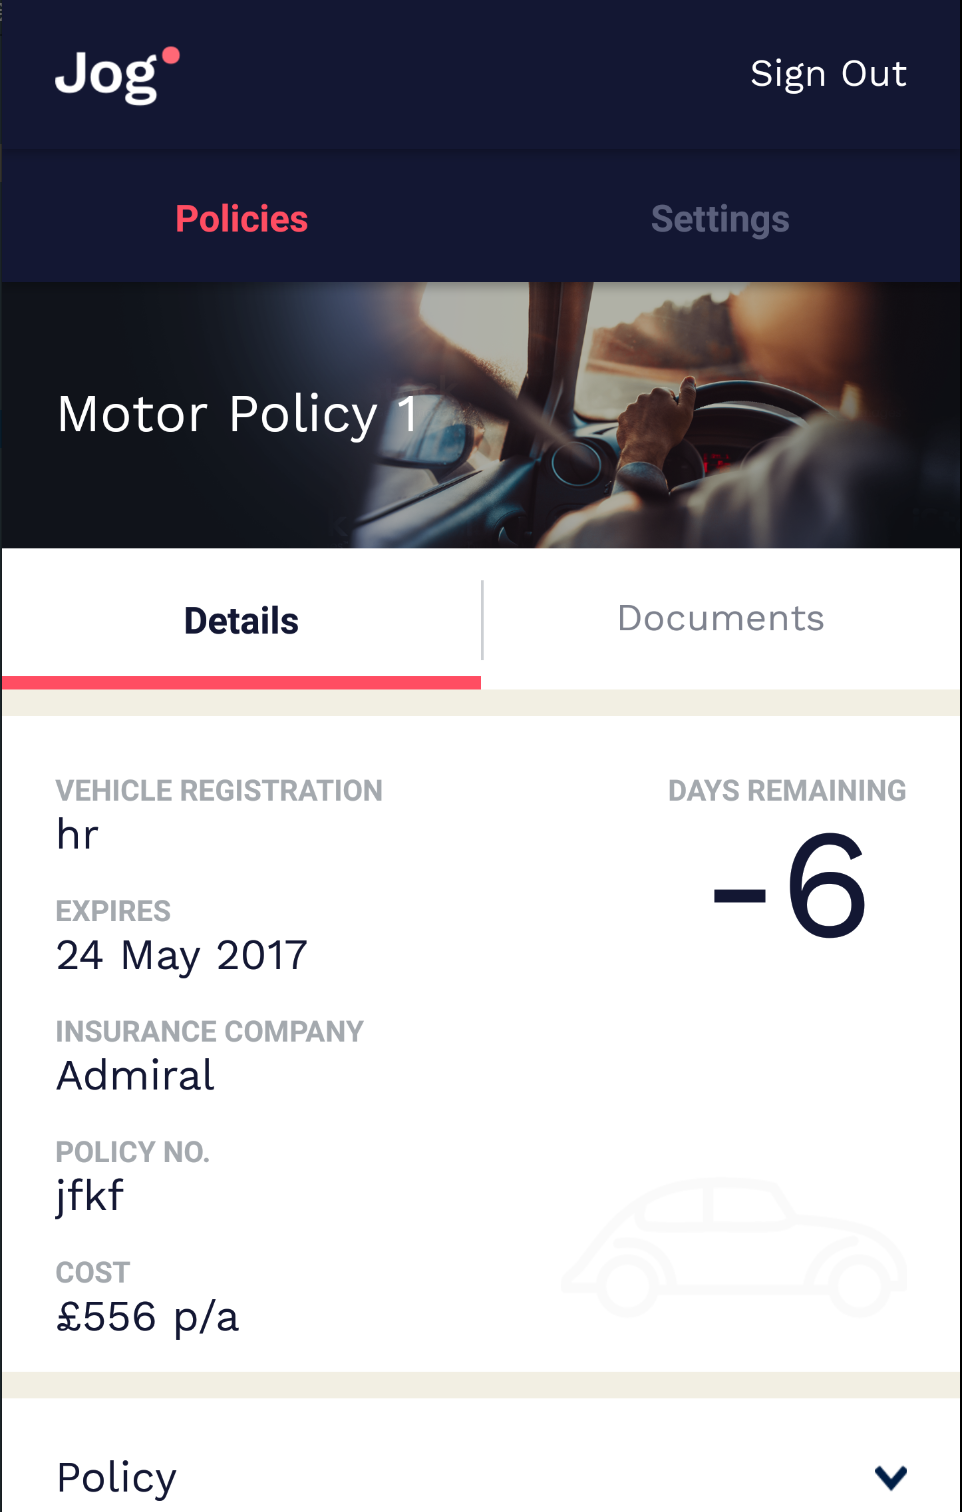 Jog
Sign Out
Policies
Settings
Motor Policy 1
Details
Documents
VEHICLE REGISTRATION
hr
DAYS REMAINING
-6
EXPIRES
24 May 2017
INSURANCE COMPANY
Admiral
POLICY NO.
jfkf
COST
£556 p/a
Policy